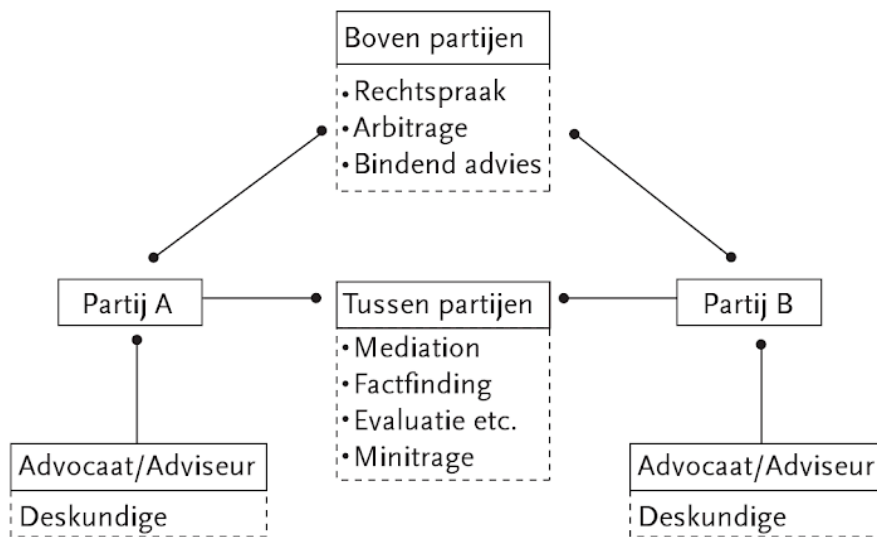 Boven partijen
• Rechtspraak
• Arbitrage
• Bindend advies
Partij A
Tussen partijen
Partij B
• Mediation
• Factfinding
• Evaluatie etc.
• Minitrage
Advocaat/Adviseur
Deskundige
Advocaat/Adviseur
Deskundige